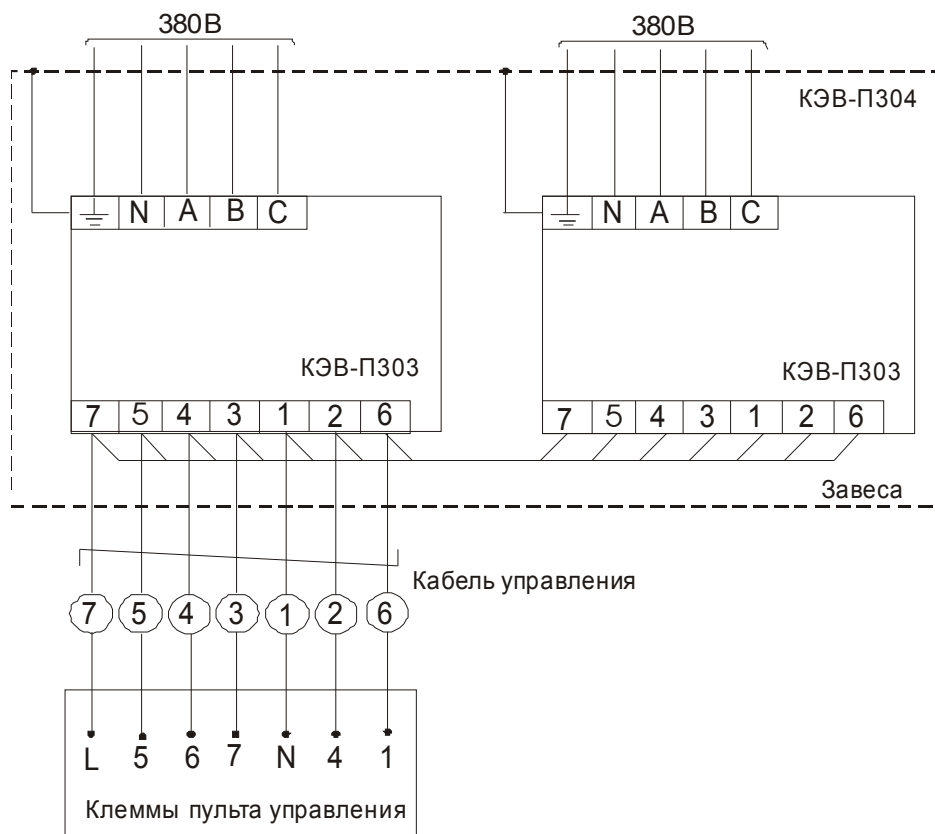 380В 380В
КЭВ-П304
N A B C N A B C
КЭВ-П303 КЭВ-П303
7 5 4 3 1 2 6 7 5 4 3 1 2 6
Завеса
Кабель управления
7 5 4 3 1 2 6
L 5 6 7 N 4 1
Клеммы пульта управления